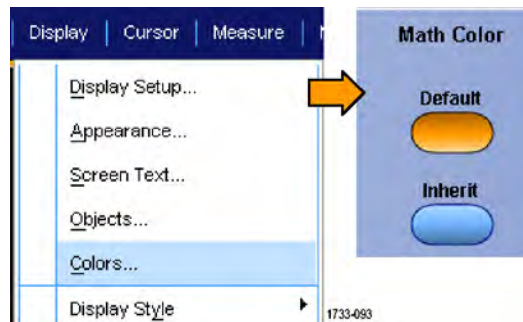 Display | Cursor | Measure |
Display Setup...
Appearance...
Screen Text...
Objects...
Colors...
Display Style
Math Color
Default
Inherit
1733-093